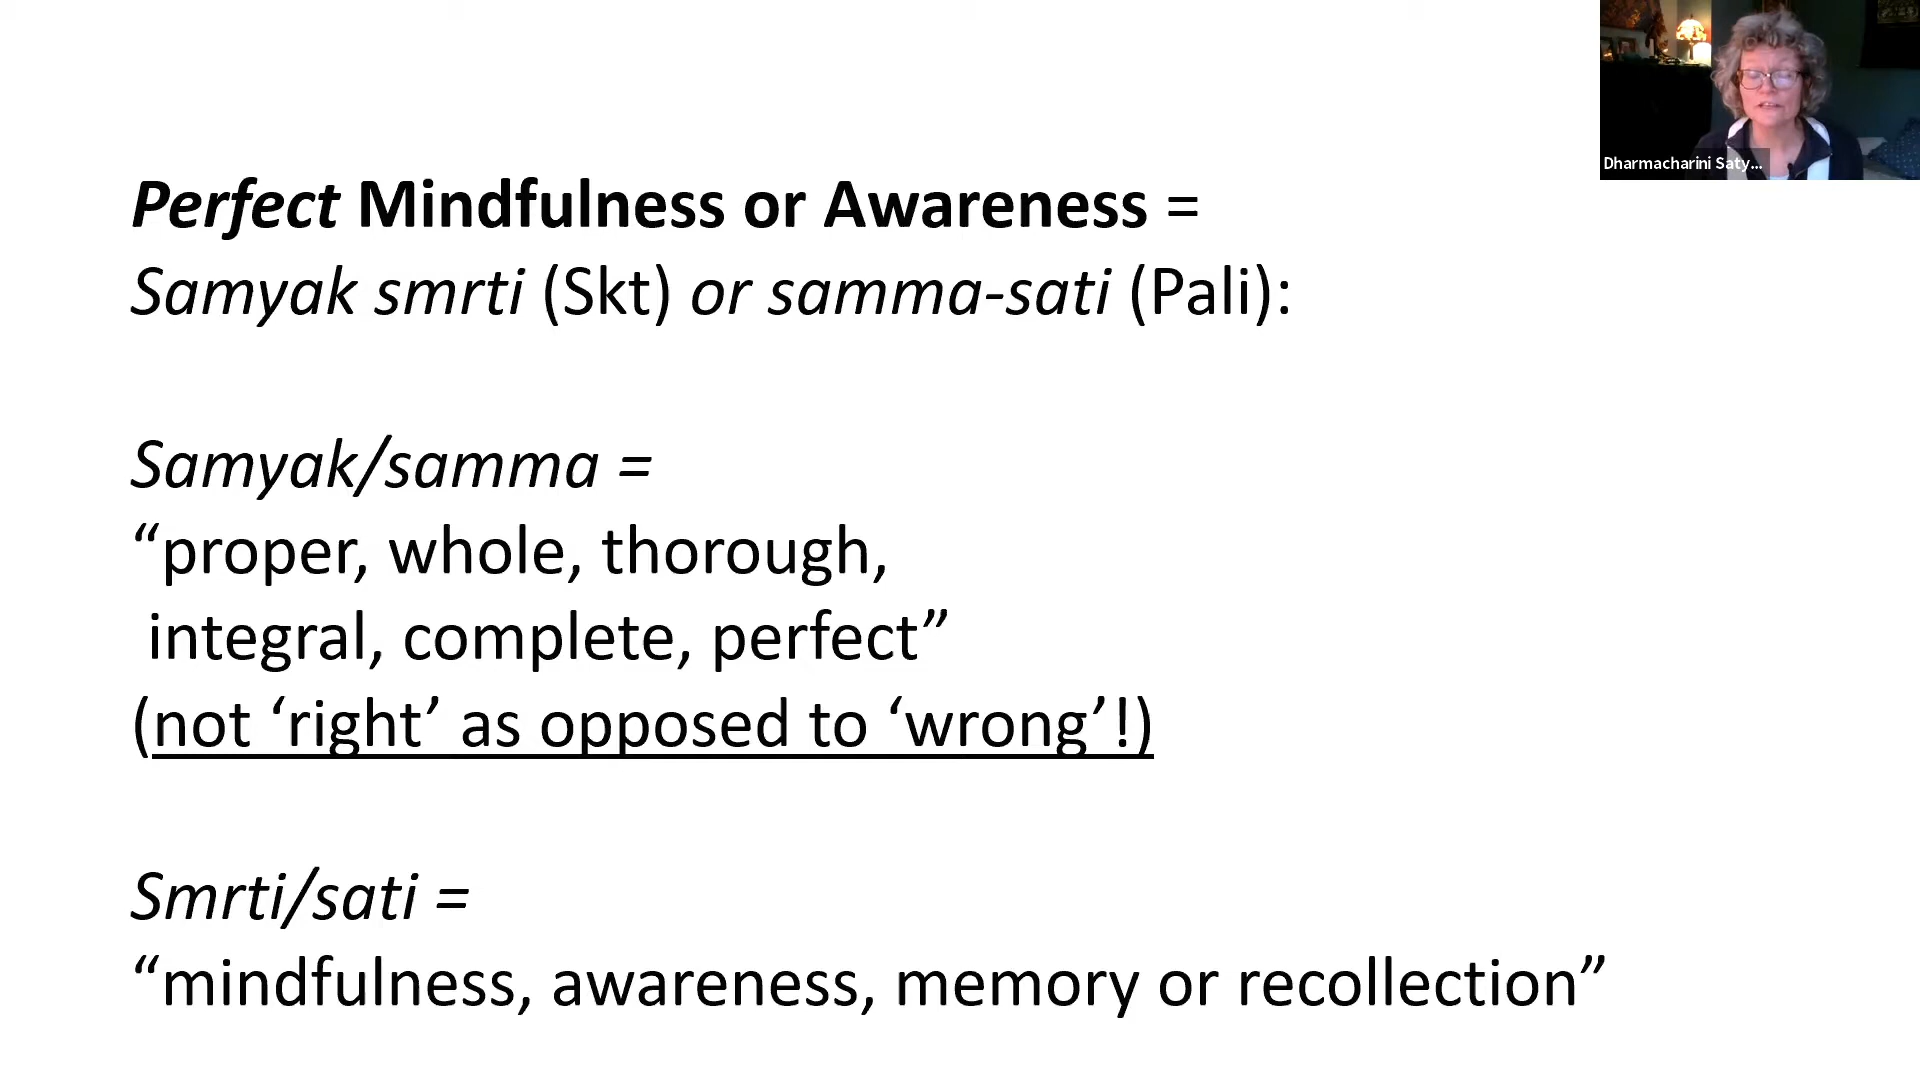 Dharmacharini Saty...
Perfect Mindfulness or Awareness =
Samyak smrti (Skt) or samma-sati (Pali):
Samyak/samma =
“proper, whole, thorough,
integral, complete, perfect”
(not ‘right’ as opposed to ‘wrong’!)
Smrti/sati =
“mindfulness, awareness, memory or recollection”